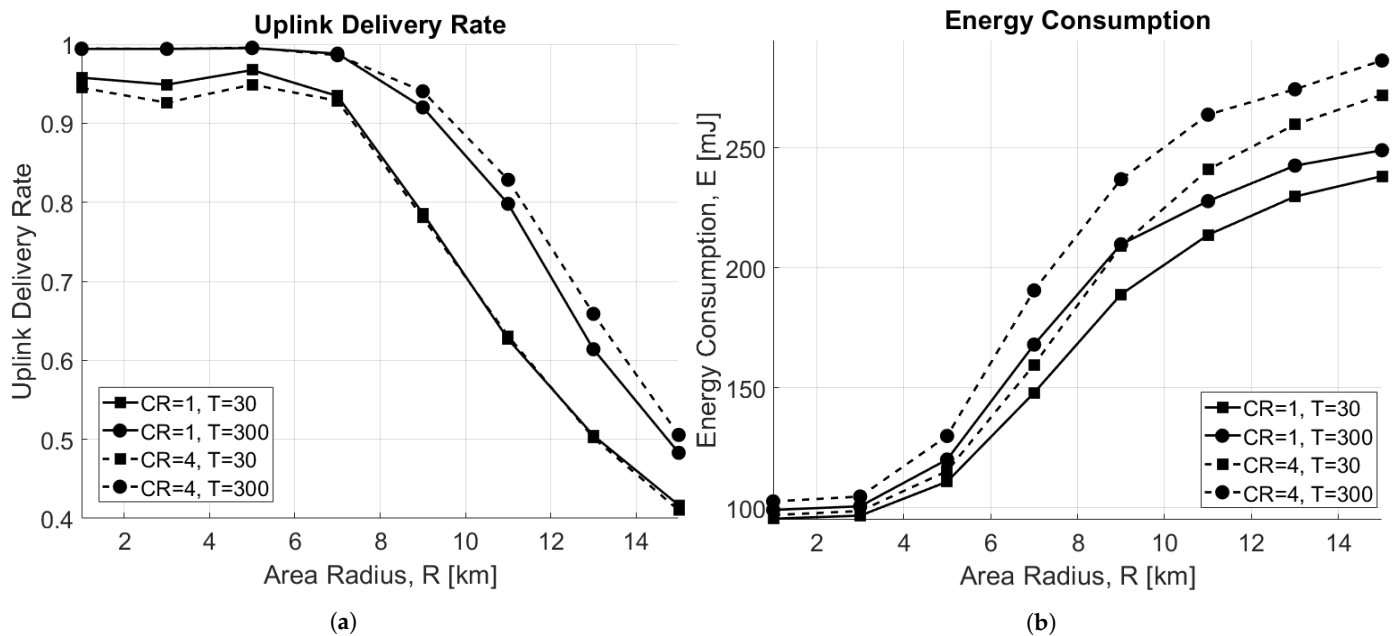 Uplink Delivery Rate
1
0.9
0.8
0.7
0.6
0.5
0.4
Uplink Delivery Rate
CR=1, T=30
CR=1, T=300
CR=4, T=30
CR=4, T=300
2 4 6 8 10 12 14
Area Radius, R [km]
(a)
Energy Consumption
250
200
150
100
Energy Consumption, E [mJ]
CR=1, T=30
CR=1, T=300
CR=4, T=30
CR=4, T=300
2 4 6 8 10 12 14
Area Radius, R [km]
(b)